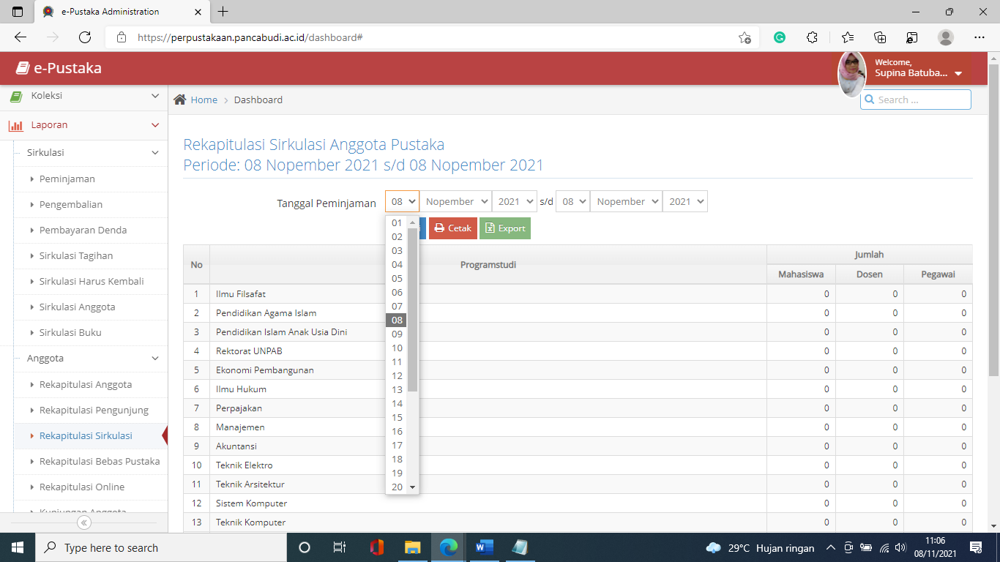 e-Pustaka Administration
https://perpustakaan.pancabudi.ac.id/dashboard#
e-Pustaka
Welcome,
Supina Batuba...
Koleksi
Home
Dashboard
Search ...
Laporan
Sirkulasi
Peminjaman
Pengembalian
Pembayaran Denda
Sirkulasi Tagihan
Sirkulasi Harus Kembali
Sirkulasi Anggota
Sirkulasi Buku
Anggota
Rekapitulasi Anggota
Rekapitulasi Pengunjung
Rekapitulasi Sirkulasi
Rekapitulasi Bebas Pustaka
Rekapitulasi Online
Kunjungan Anggota
Rekapitulasi Sirkulasi Anggota Pustaka
Periode: 08 Nopember 2021 s/d 08 Nopember 2021
Tanggal Peminjaman 08 Nopember 2021 s/d 08 Nopember 2021
01
02
03
04
05
06
07
08
09
10
11
12
13
14
15
16
17
18
19
20
Cetak Export
No Programstudi Jumlah
Mahasiswa Dosen Pegawai
1 Ilmu Filsafat 0 0 0
2 Pendidikan Agama Islam 0 0 0
3 Pendidikan Islam Anak Usia Dini 0 0 0
4 Rektorat UNPAB 0 0 0
5 Ekonomi Pembangunan 0 0 0
6 Ilmu Hukum 0 0 0
7 Perpajakan 0 0 0
8 Manajemen 0 0 0
9 Akuntansi 0 0 0
10 Teknik Elektro 0 0 0
11 Teknik Arsitektur 0 0 0
12 Sistem Komputer 0 0 0
13 Teknik Komputer 0 0 0
Type here to search
29°C Hujan ringan
11:06
08/11/2021